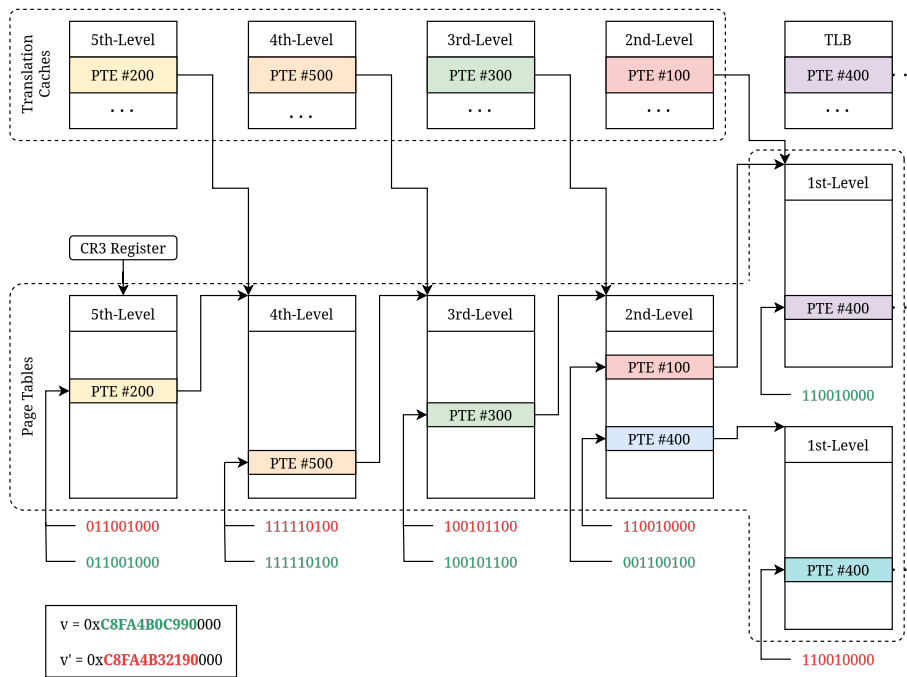 Translation
Caches
5th-Level
4th-Level
3rd-Level
2nd-Level
TLB
PTE #200
PTE #500
PTE #300
PTE #100
PTE #400
...
...
...
...
...
1st-Level
CR3 Register
Page Tables
5th-Level
4th-Level
3rd-Level
2nd-Level
PTE #400
PTE #100
PTE #200
110010000
PTE #300
PTE #400
1st-Level
PTE #500
011001000
111110100
100101100
110010000
011001000
111110100
100101100
001100100
PTE #400
v = 0xC8FA4B0C990000
v' = 0xC8FA4B32190000
110010000